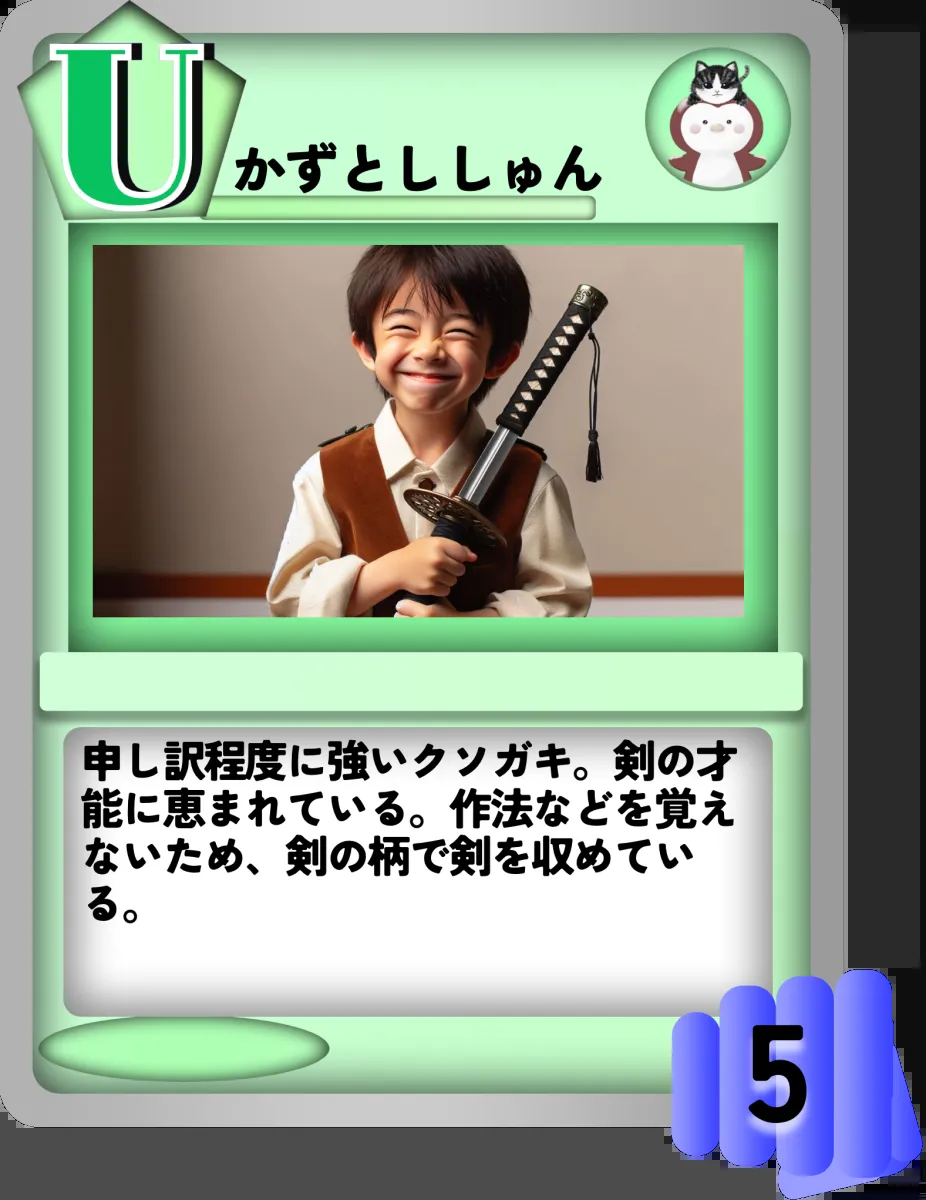 U
かずとししゅん
申し訳程度に強いクソガキ。剣の才
能に恵まれている。作法などを覚え
ないため、剣の柄で剣を収めてい
る。
5